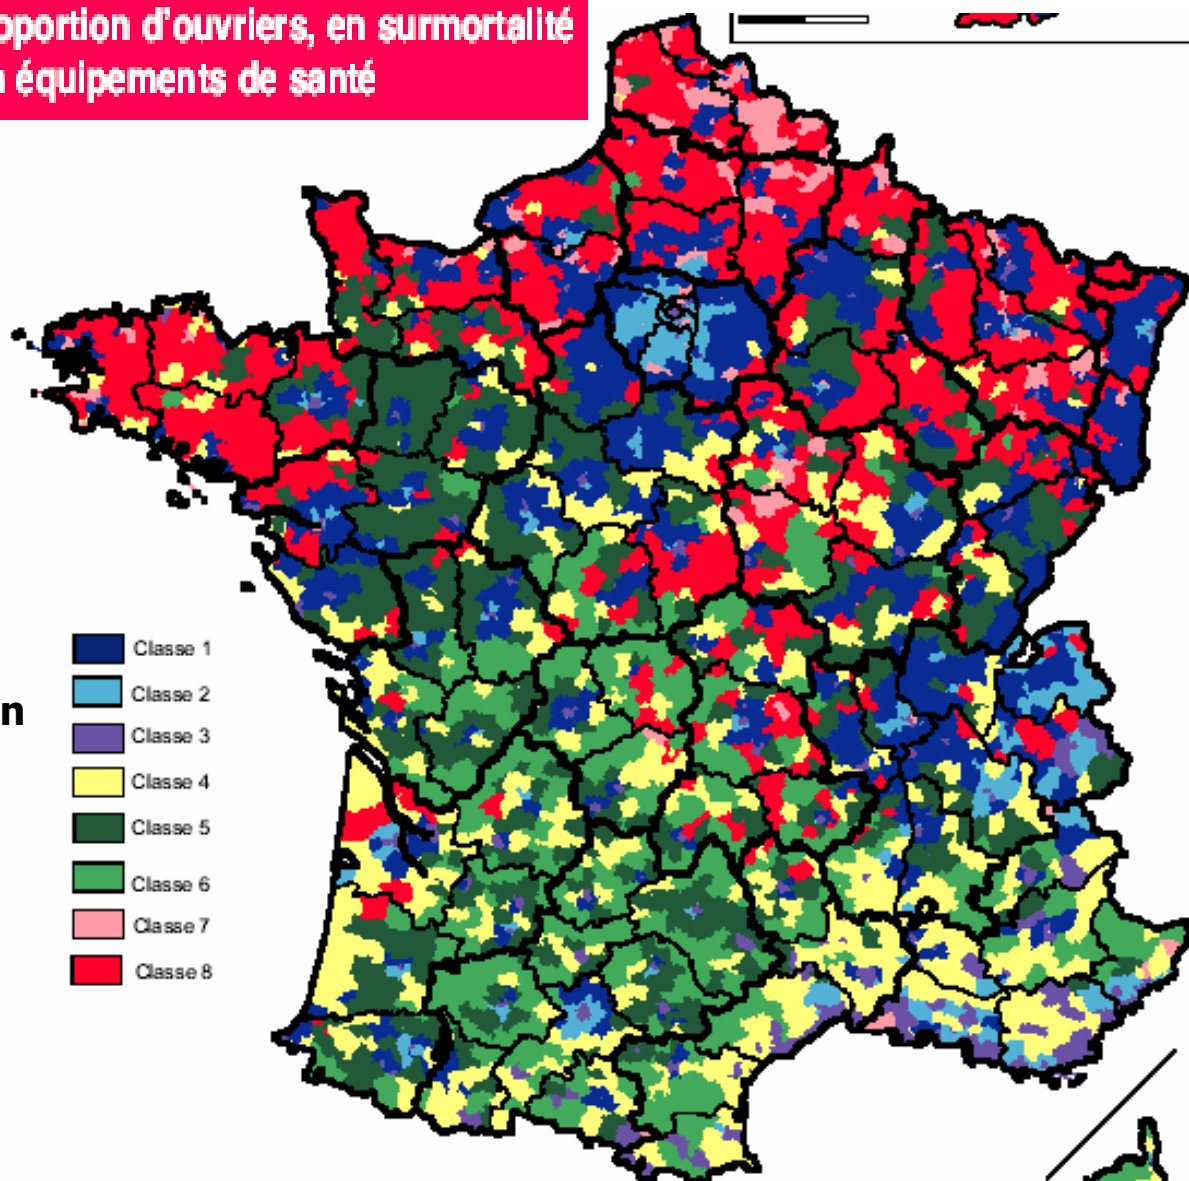 oportion d'ouvriers, en surmortalité
équipements de santé
Classe 1
Classe 2
n
Classe 3
Classe 4
Classe 5
Classe 6
Classe 7
Classe 8